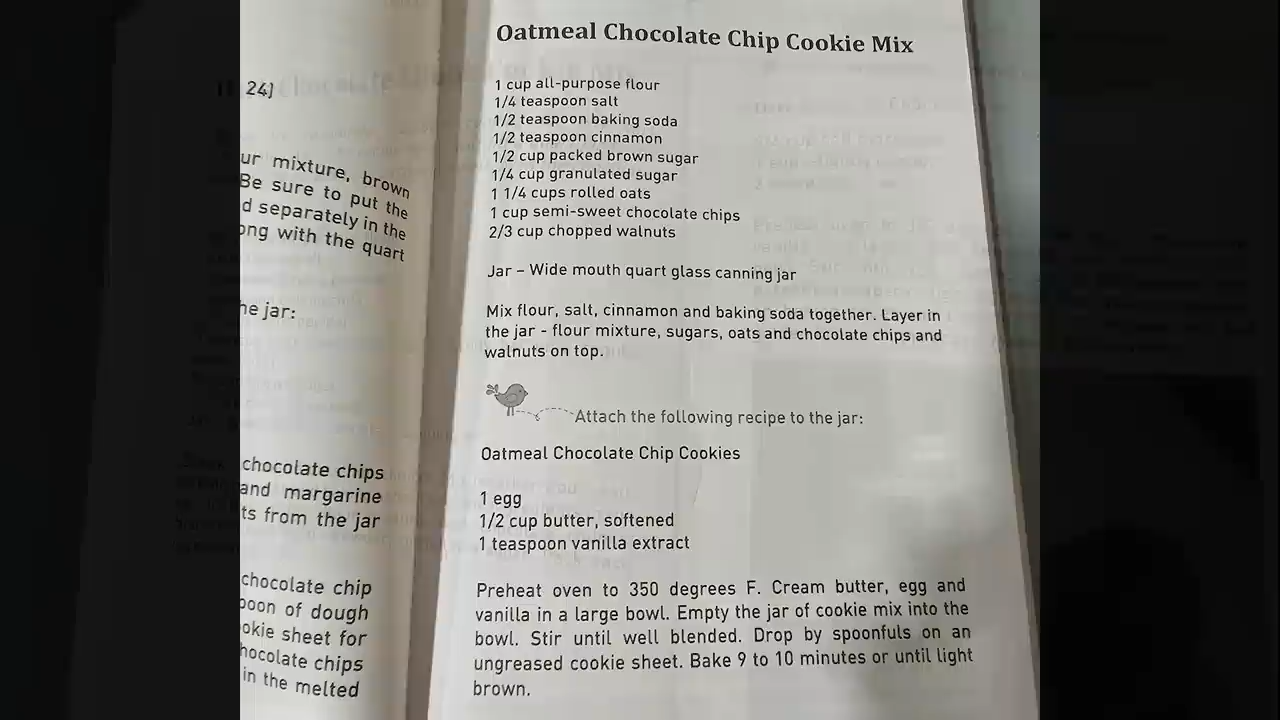 24]
ur mixture, brown
Be sure to put the
d separately in the
ong with the quart
he jar:
chocolate chips
and margarine
ts from the jar
chocolate chip
poon of dough
okie sheet for
hocolate chips
in the melted
Oatmeal Chocolate Chip Cookie Mix
1 cup all-purpose flour
1/4 teaspoon salt
1/2 teaspoon baking soda
1/2 teaspoon cinnamon
1/2 cup packed brown sugar
1/4 cup granulated sugar
1 1/4 cups rolled oats
1 cup semi-sweet chocolate chips
2/3 cup chopped walnuts
Jar – Wide mouth quart glass canning jar
Mix flour, salt, cinnamon and baking soda together. Layer in
the jar - flour mixture, sugars, oats and chocolate chips and
walnuts on top.
Attach the following recipe to the jar:
Oatmeal Chocolate Chip Cookies
1 egg
1/2 cup butter, softened
1 teaspoon vanilla extract
Preheat oven to 350 degrees F. Cream butter, egg and
vanilla in a large bowl. Empty the jar of cookie mix into the
bowl. Stir until well blended. Drop by spoonfuls on an
ungreased cookie sheet. Bake 9 to 10 minutes or until light
brown.